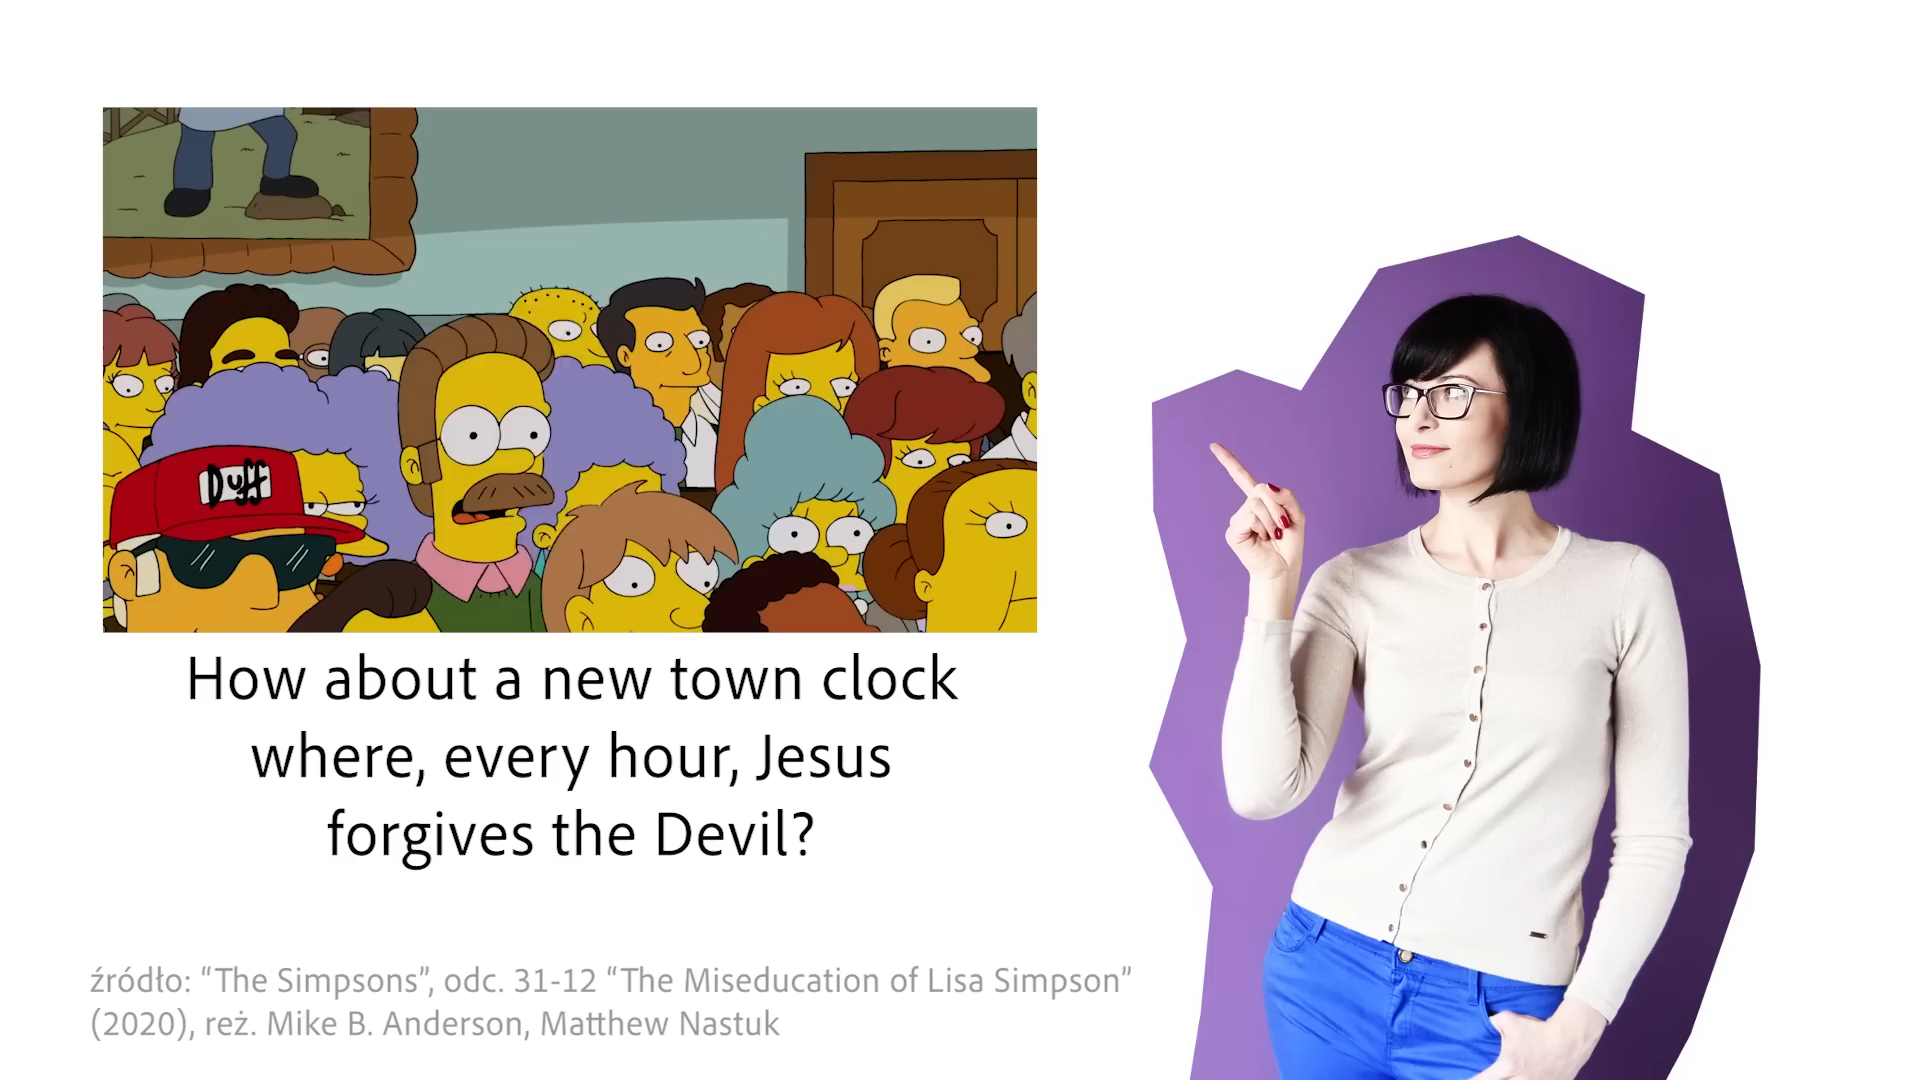 Duff
How about a new town clock
where, every hour, Jesus
forgives the Devil?
źródło: “The Simpsons”, odc. 31-12 “The Miseducation of Lisa Simpson”
(2020), reż. Mike B. Anderson, Matthew Nastuk